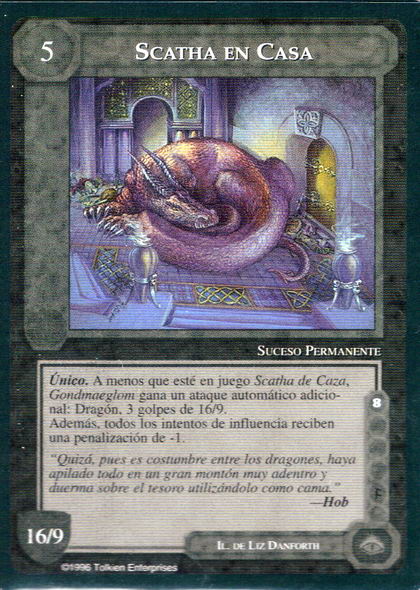 5
SCATHA EN CASA
SUCESO PERMANENTE
Único. A menos que esté en juego Scatha de Caza,
Gondmaeglom gana un ataque automático adicio-
nal: Dragón, 3 golpes de 16/9.
Además, todos los intentos de influencia reciben
una penalización de -1.
“Quizá, pues es costumbre entre los dragones, haya
apilado todo en un gran montón muy adentro y
duerma sobre el tesoro utilizándolo como cama.”
—Hob
8
16/9
IL. DE LIZ DANFORTH
©1996 Tolkien Enterprises